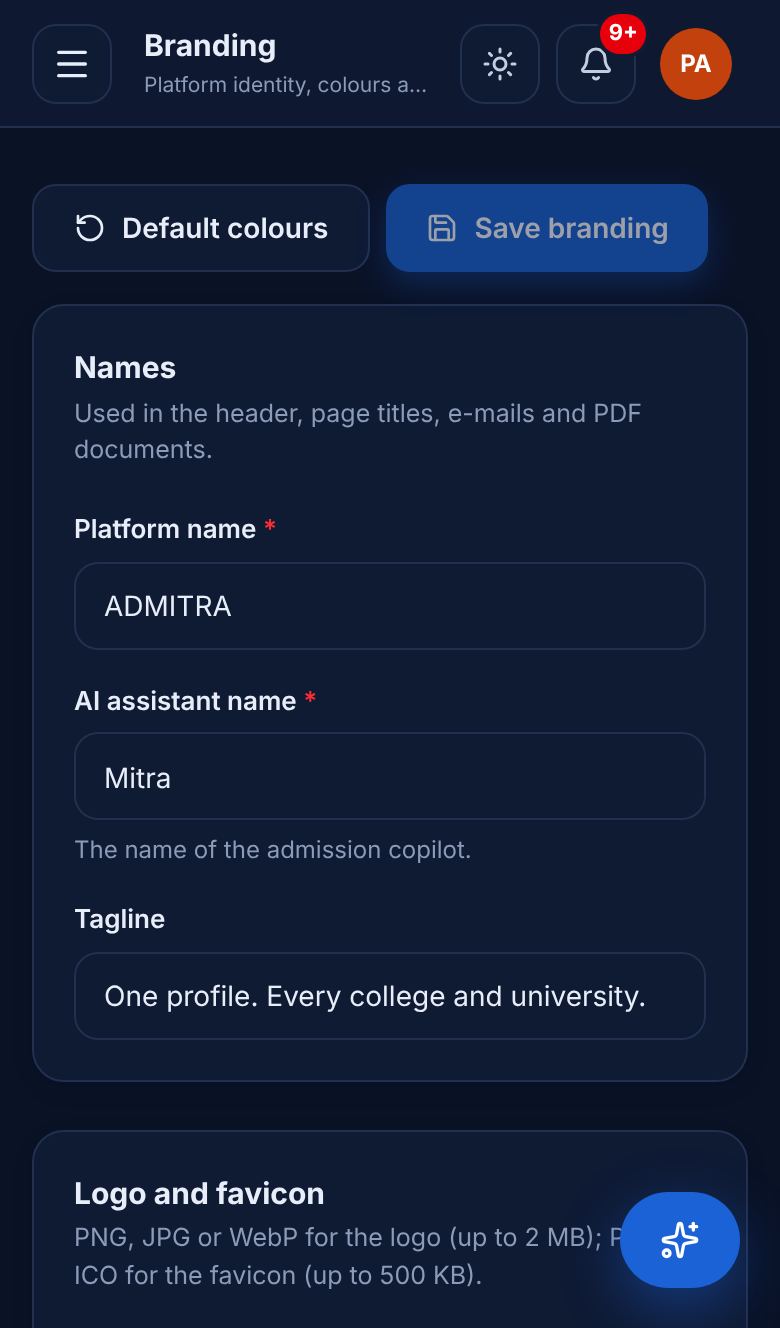 Branding
Platform identity, colours a...
9+
PA
Default colours
Save branding
Names
Used in the header, page titles, e-mails and PDF
documents.
Platform name *
ADMITRA
AI assistant name *
Mitra
The name of the admission copilot.
Tagline
One profile. Every college and university.
Logo and favicon
PNG, JPG or WebP for the logo (up to 2 MB);
ICO for the favicon (up to 500 KB).